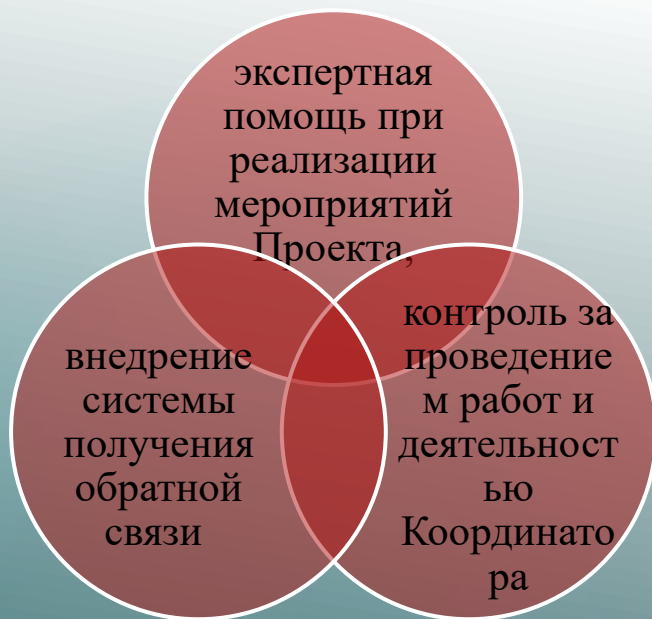 экспертная
помощь при
реализации
мероприятий
Проекта,
внедрение
системы
получения
обратной
связи
контроль за
проведение
м работ и
деятельност
ью
Координато
ра